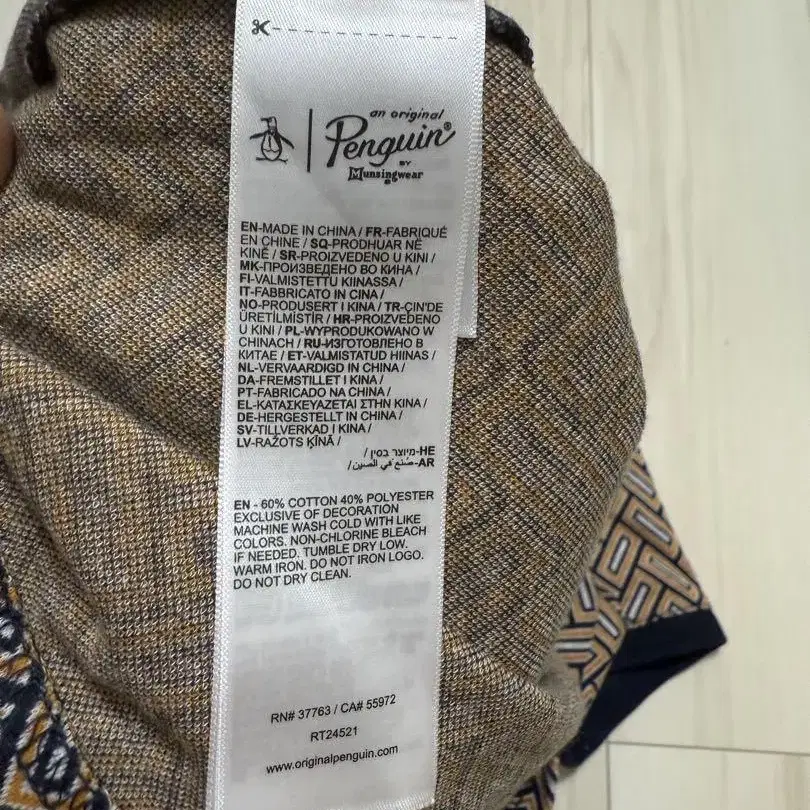 an original
Penguin®
BY
Munsingwear
EN-MADE IN CHINA / FR-FABRIQUÉ
EN CHINE / SQ-PRODHUAR NË
KINË / SR-PROIZVEDENO U KINI /
MK-ПРОИЗВЕДЕНО ВО КИНА /
FI-VALMISTETTU KIINASSA /
IT-FABBRICATO IN CINA /
NO-PRODUSERT I KINA / TR-ÇIN'DE
ÜRETİLMİSTİR / HR-PROIZVEDENO
U KINI / PL-WYPRODUKOWANO W
CHINACH / RU-ИЗГОТОВЛЕНО В
КИТАЕ / ET-VALMISTATUD HIINAS /
NL-VERVAARDIGD IN CHINA /
DA-FREMSTILLET I KINA /
PT-FABRICADO NA CHINA /
EL-ΚΑΤΑΣΚΕΥΑΖΕΤΑΙ ΣΤΗΝ ΚΙΝΑ /
DE-HERGESTELLT IN CHINA /
SV-TILLVERKAD I KINA /
LV-RAŽOTS ĶĪNĀ /
HE-מיוצר בסין /
AR-صُنع في الصين /
EN - 60% COTTON 40% POLYESTER
EXCLUSIVE OF DECORATION
MACHINE WASH COLD WITH LIKE
COLORS. NON-CHLORINE BLEACH
IF NEEDED. TUMBLE DRY LOW.
WARM IRON. DO NOT IRON LOGO.
DO NOT DRY CLEAN.
RN# 37763 / CA# 55972
RT24521
www.originalpenguin.com